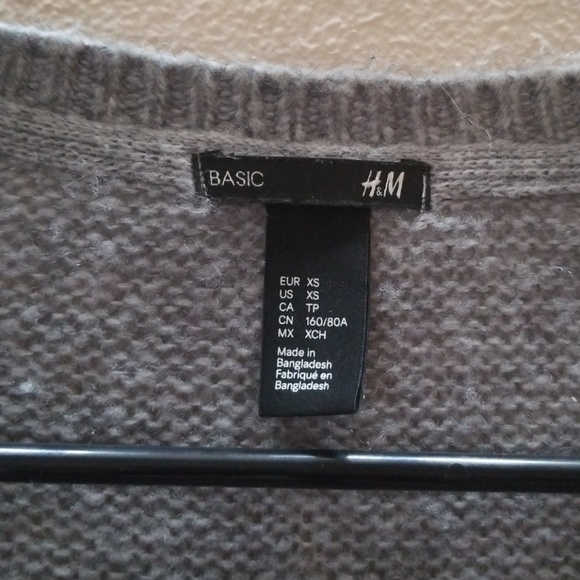 BASIC H&M
EUR XS
US XS
CA TP
CN 160/80A
MX XCH
Made in
Bangladesh
Fabriqué en
Bangladesh